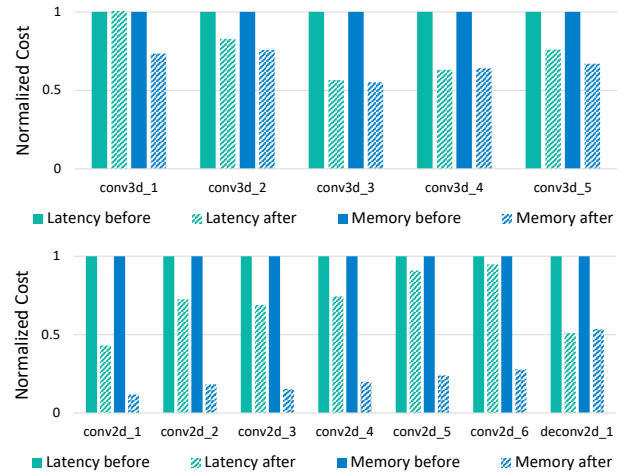 Normalized Cost
1
0.5
0
conv3d_1 conv3d_2 conv3d_3 conv3d_4 conv3d_5
Latency before Latency after Memory before Memory after
Normalized Cost
1
0.5
0
conv2d_1 conv2d_2 conv2d_3 conv2d_4 conv2d_5 conv2d_6 deconv2d_1
Latency before Latency after Memory before Memory after